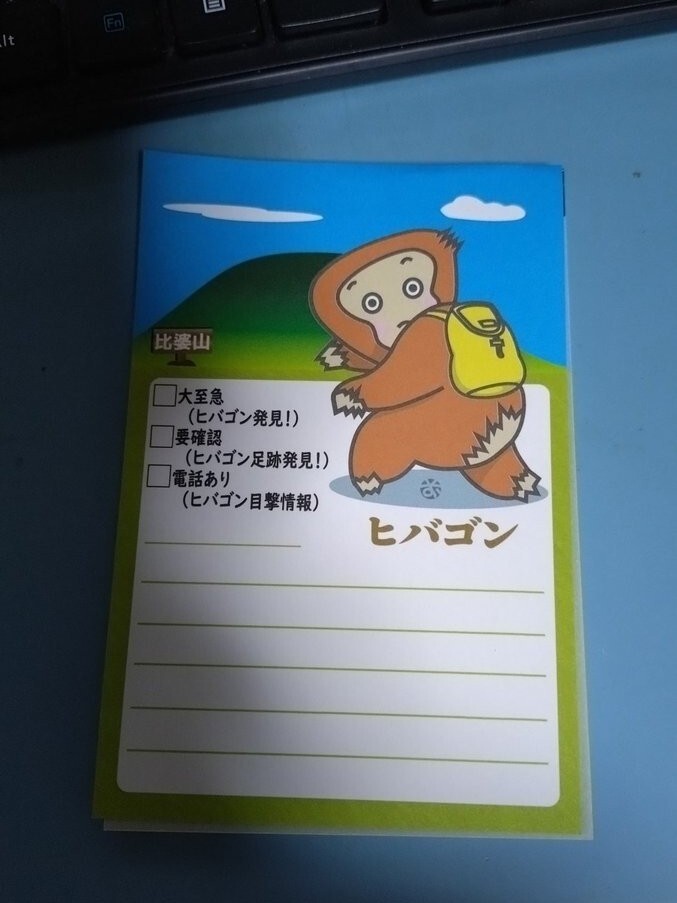 lt
Fn
比婆山
大至急
(ヒバゴン発見!)
要確認
(ヒバゴン足跡発見!)
電話あり
(ヒバゴン目撃情報)
ヒバゴン